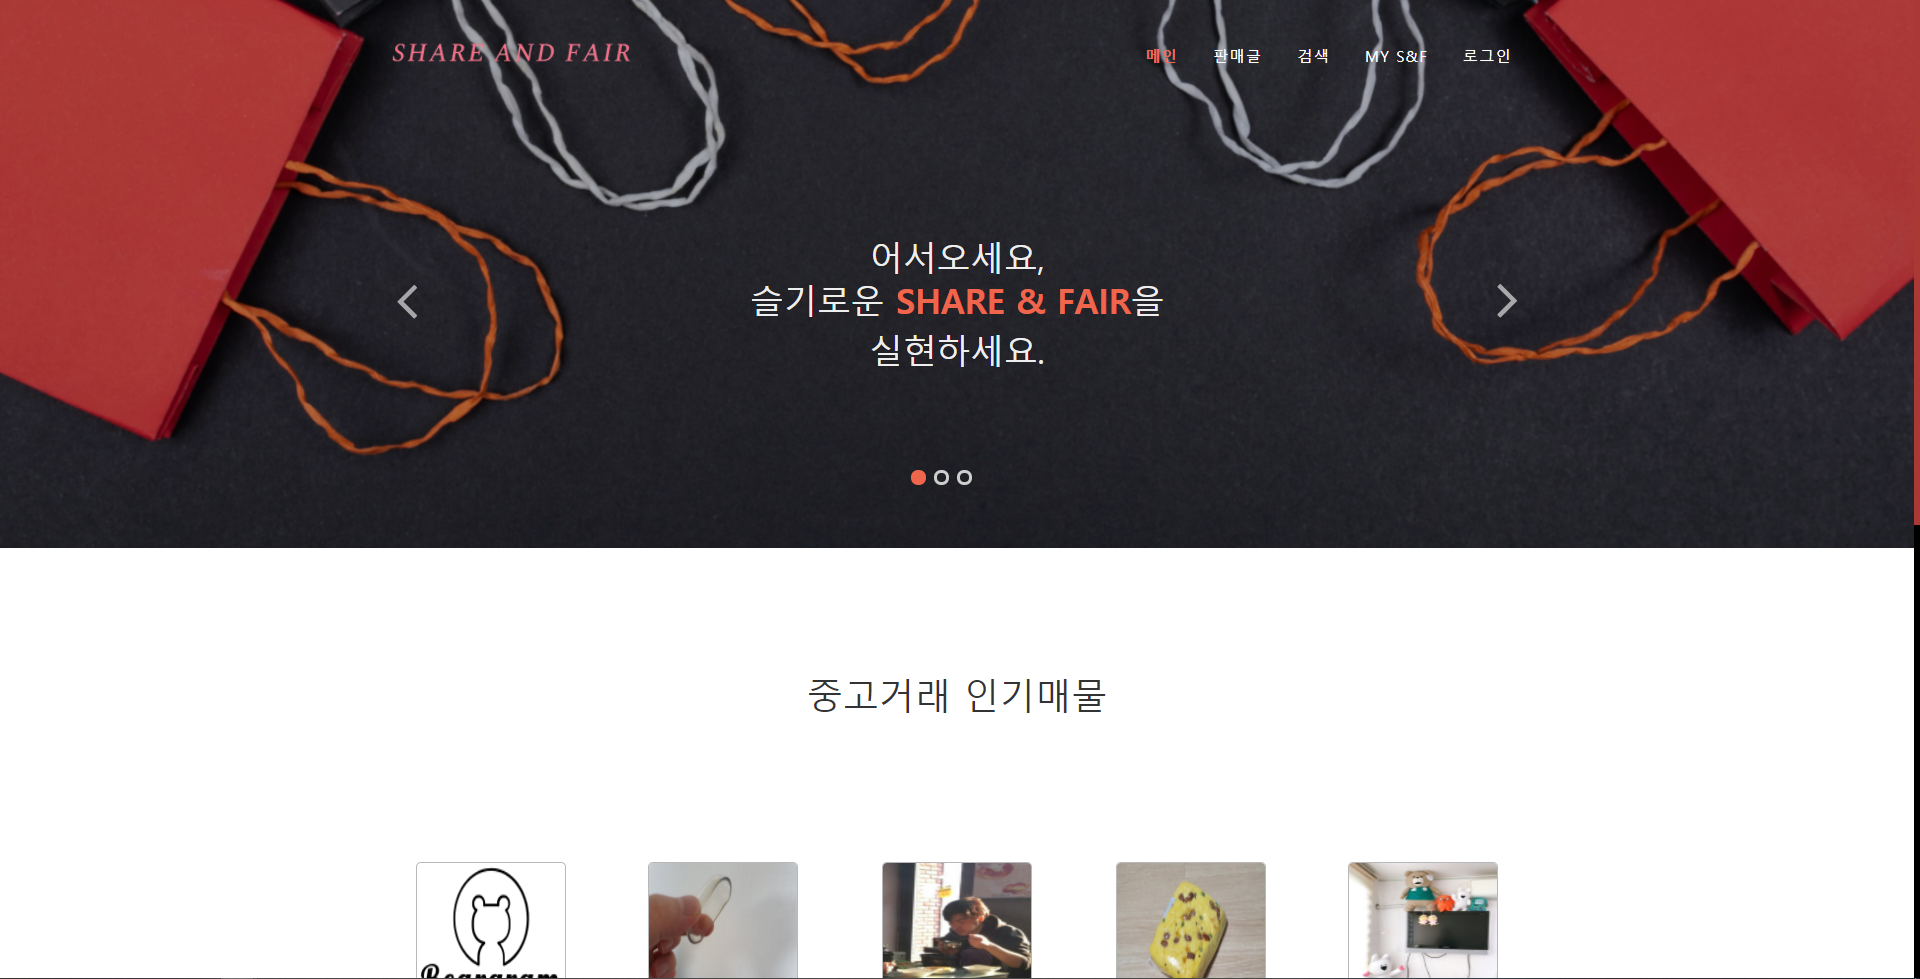 SHARE AND FAIR
메인 판매글 검색 MY S&F 로그인
어서오세요,
슬기로운 SHARE & FAIR을
실현하세요.
중고거래 인기매물